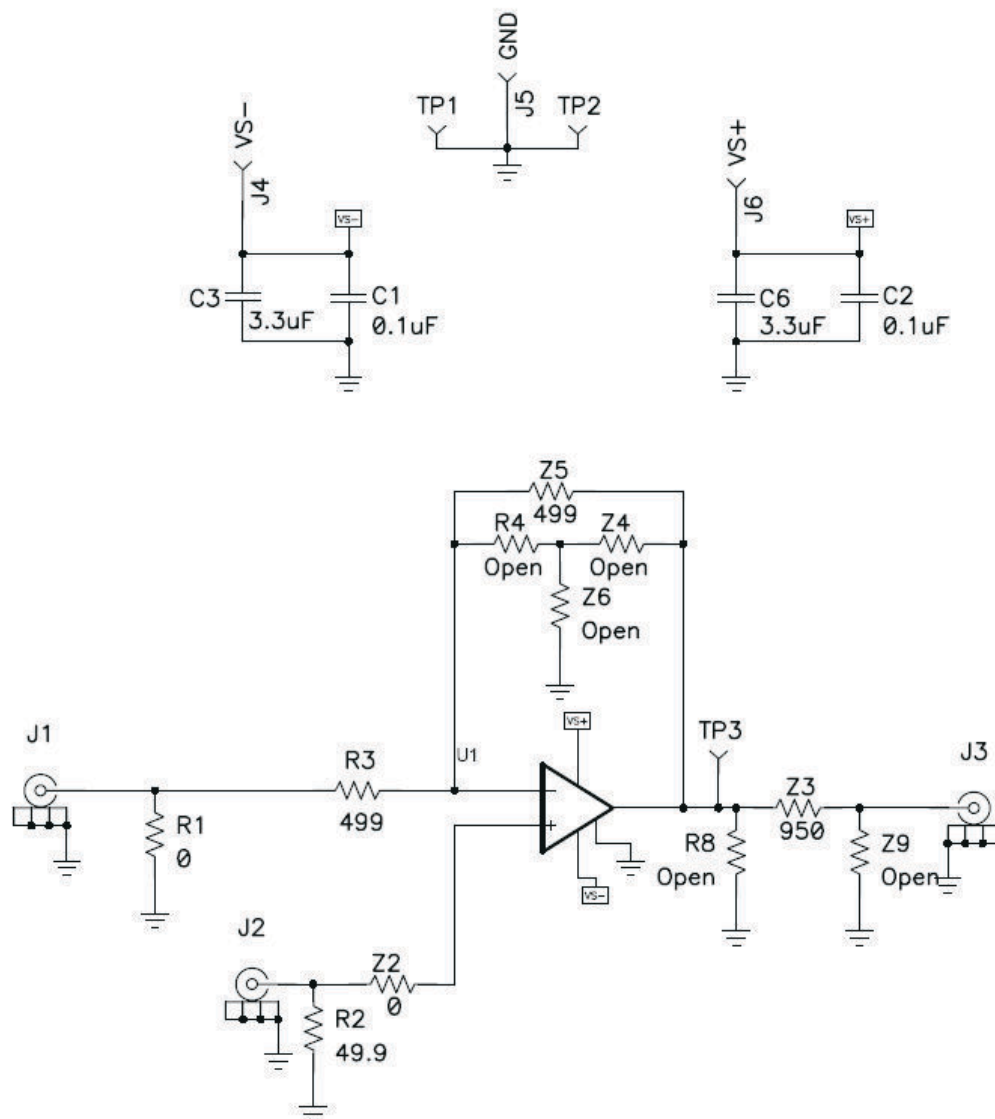 GND
J5
TP1
TP2
VS-
J4
VS-
C3
3.3uF
C1
0.1uF
VS+
J6
VS+
C6
3.3uF
C2
0.1uF
Z5
499
R4
Open
Z4
Open
Z6
Open
J1
R1
0
R3
499
U1
VS+
-
+
VS-
TP3
R8
Open
Z3
950
Z9
Open
J3
J2
Z2
0
R2
49.9